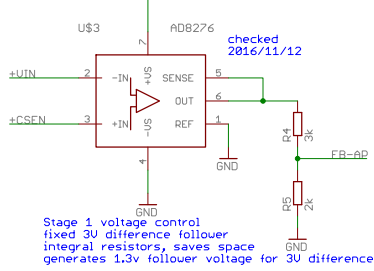 U$3
AD8276
checked
2016/11/12
7
+VS
+VIN
2
-IN
SENSE
5
OUT
6
+CSEN
3
+IN
REF
1
-VS
4
R4
3k
GND
FB-AP
R5
2k
GND
GND
Stage 1 voltage control
fixed 3V difference follower
integral resistors, saves space
generates 1.3v follower voltage for 3V difference